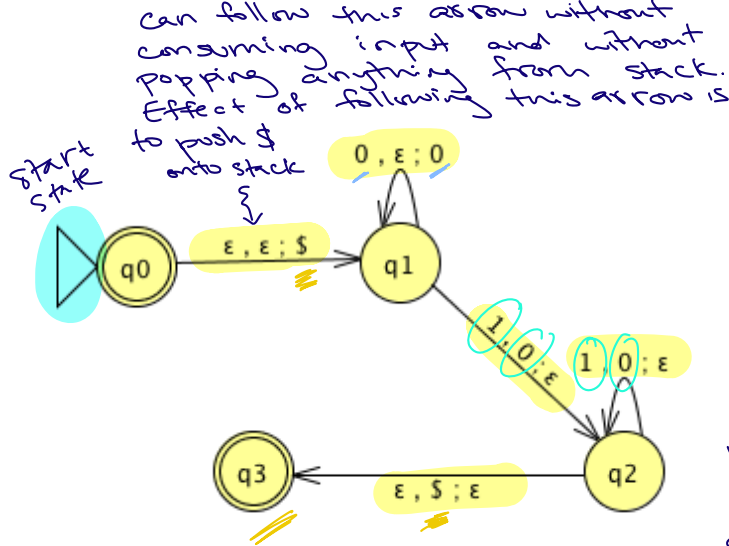 can follow this arrow without
consuming input and without
popping anything from stack.
Effect of following this arrow is
to push $
onto stack
start
state
0 , ε ; 0
ε , ε ; $
q0
q1
1 , 0 ; ε
1 , 0 ; ε
q3
ε , $ ; ε
q2